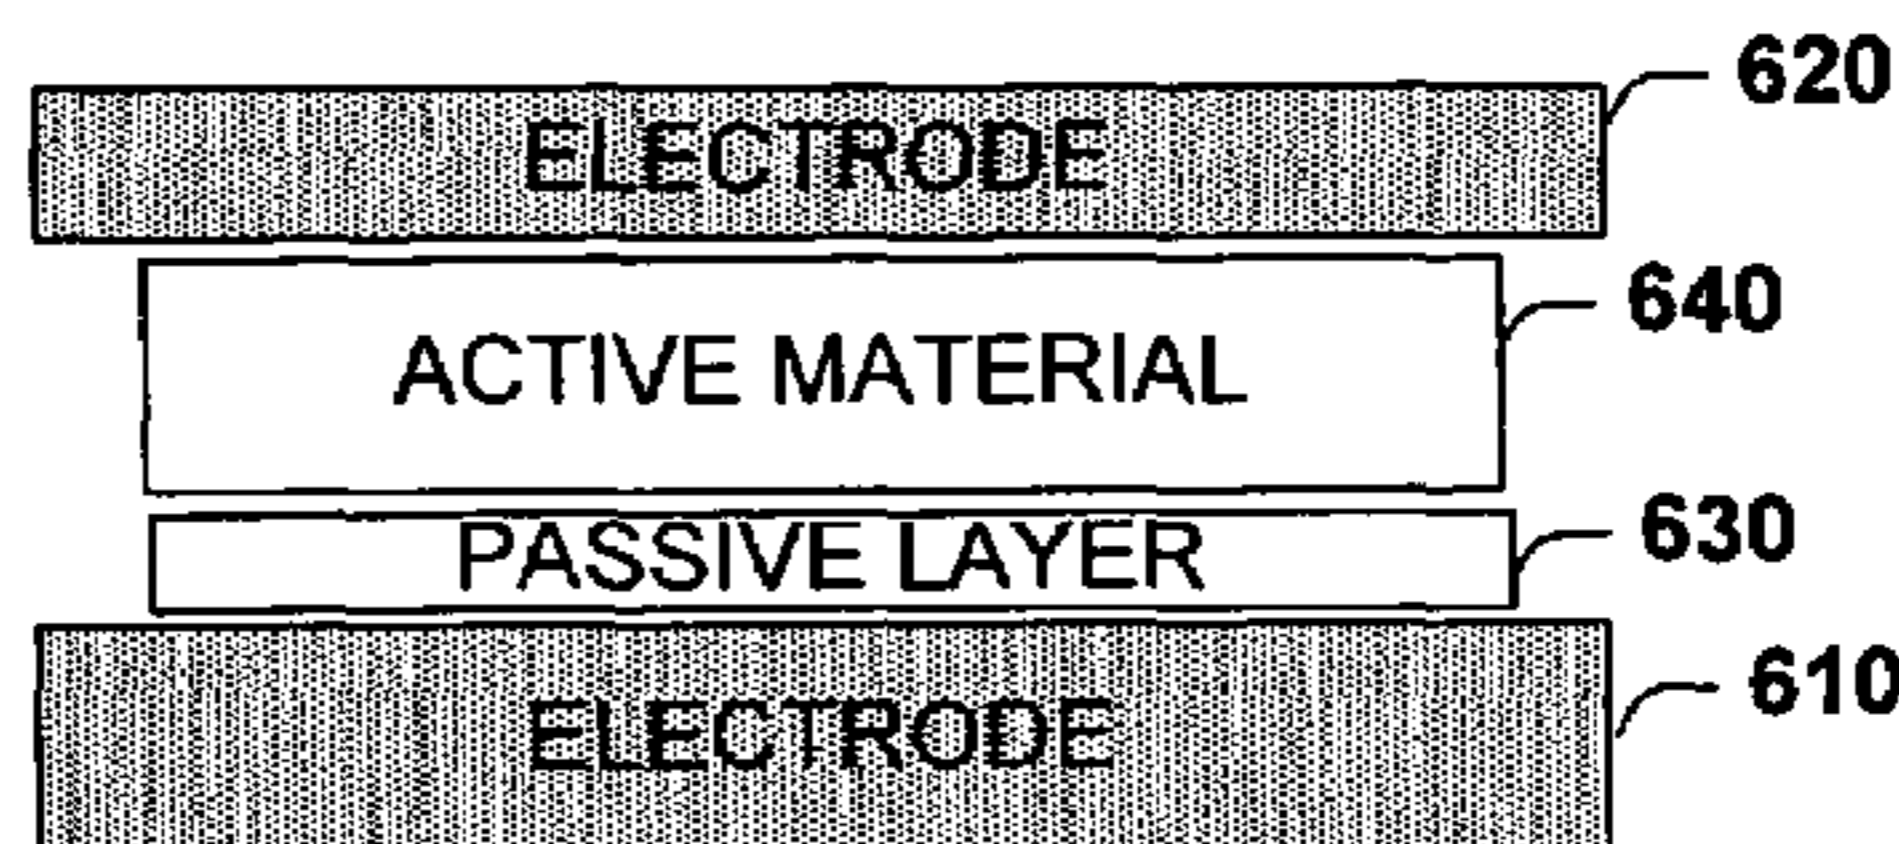 620
ELECTRODE
640
ACTIVE MATERIAL
630
PASSIVE LAYER
610
ELECTRODE